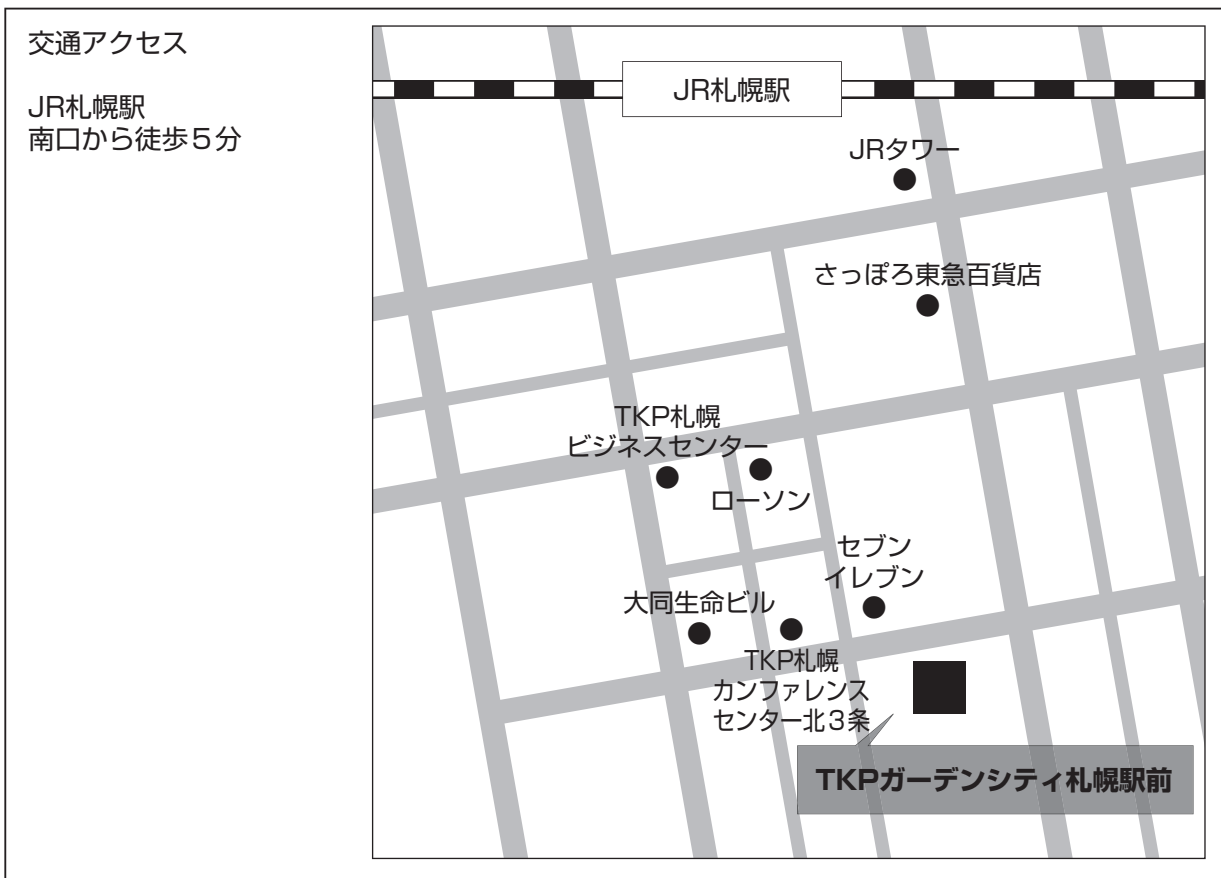 交通アクセス
JR札幌駅
南口から徒歩５分
JR札幌駅
JRタワー
さっぽろ東急百貨店
TKP札幌
ビジネスセンター
ローソン
セブン
イレブン
大同生命ビル
TKP札幌
カンファレンス
センター北３条
TKPガーデンシティ札幌駅前